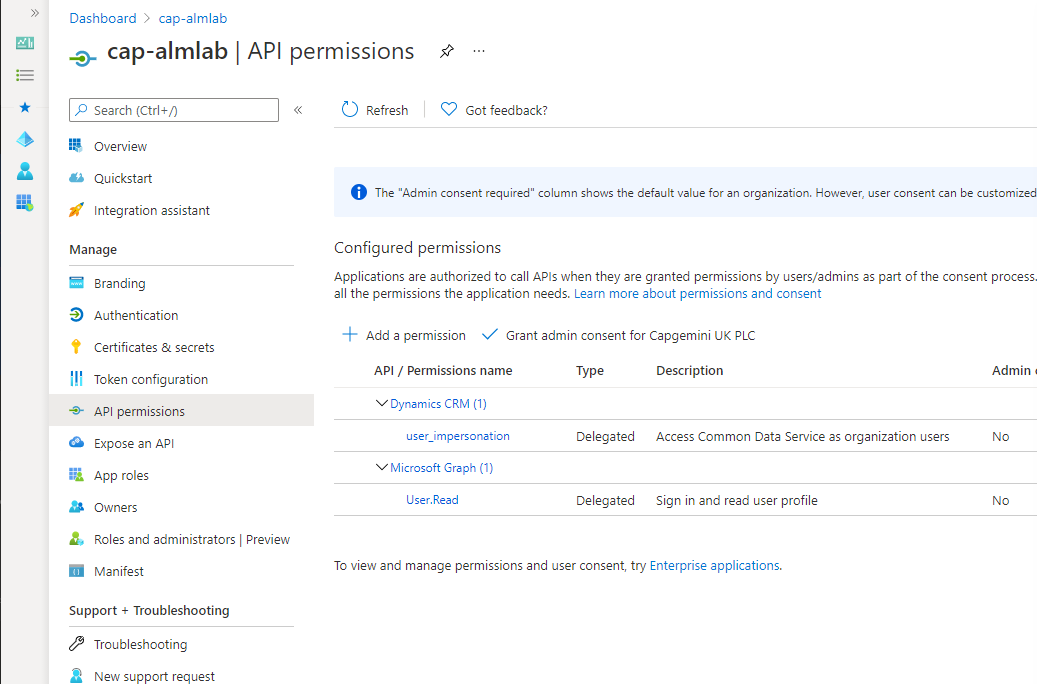 Dashboard > cap-almlab
cap-almlab | API permissions
Search (Ctrl+/)
Overview
Quickstart
Integration assistant
Manage
Branding
Authentication
Certificates & secrets
Token configuration
API permissions
Expose an API
App roles
Owners
Roles and administrators | Preview
Manifest
Support + Troubleshooting
Troubleshooting
New support request
Refresh
Got feedback?
The "Admin consent required" column shows the default value for an organization. However, user consent can be customized
Configured permissions
Applications are authorized to call APIs when they are granted permissions by users/admins as part of the consent process.
all the permissions the application needs. Learn more about permissions and consent
Add a permission Grant admin consent for Capgemini UK PLC
API / Permissions name Type Description Admin
Dynamics CRM (1)
user_impersonation Delegated Access Common Data Service as organization users No
Microsoft Graph (1)
User.Read Delegated Sign in and read user profile No
To view and manage permissions and user consent, try Enterprise applications.